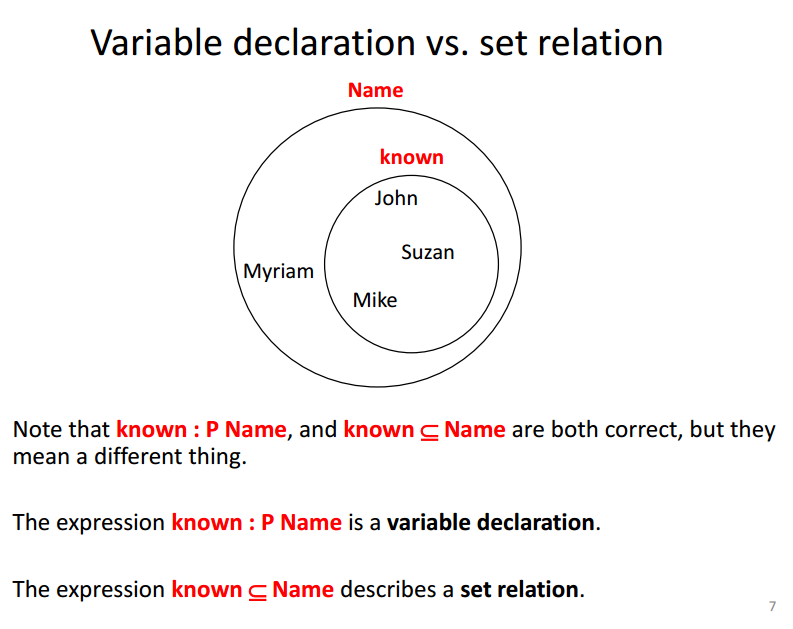 Variable declaration vs. set relation
Name
known
John
Suzan
Myriam
Mike
Note that known : P Name, and known ⊆ Name are both correct, but they
mean a different thing.
The expression known : P Name is a variable declaration.
The expression known ⊆ Name describes a set relation.
7